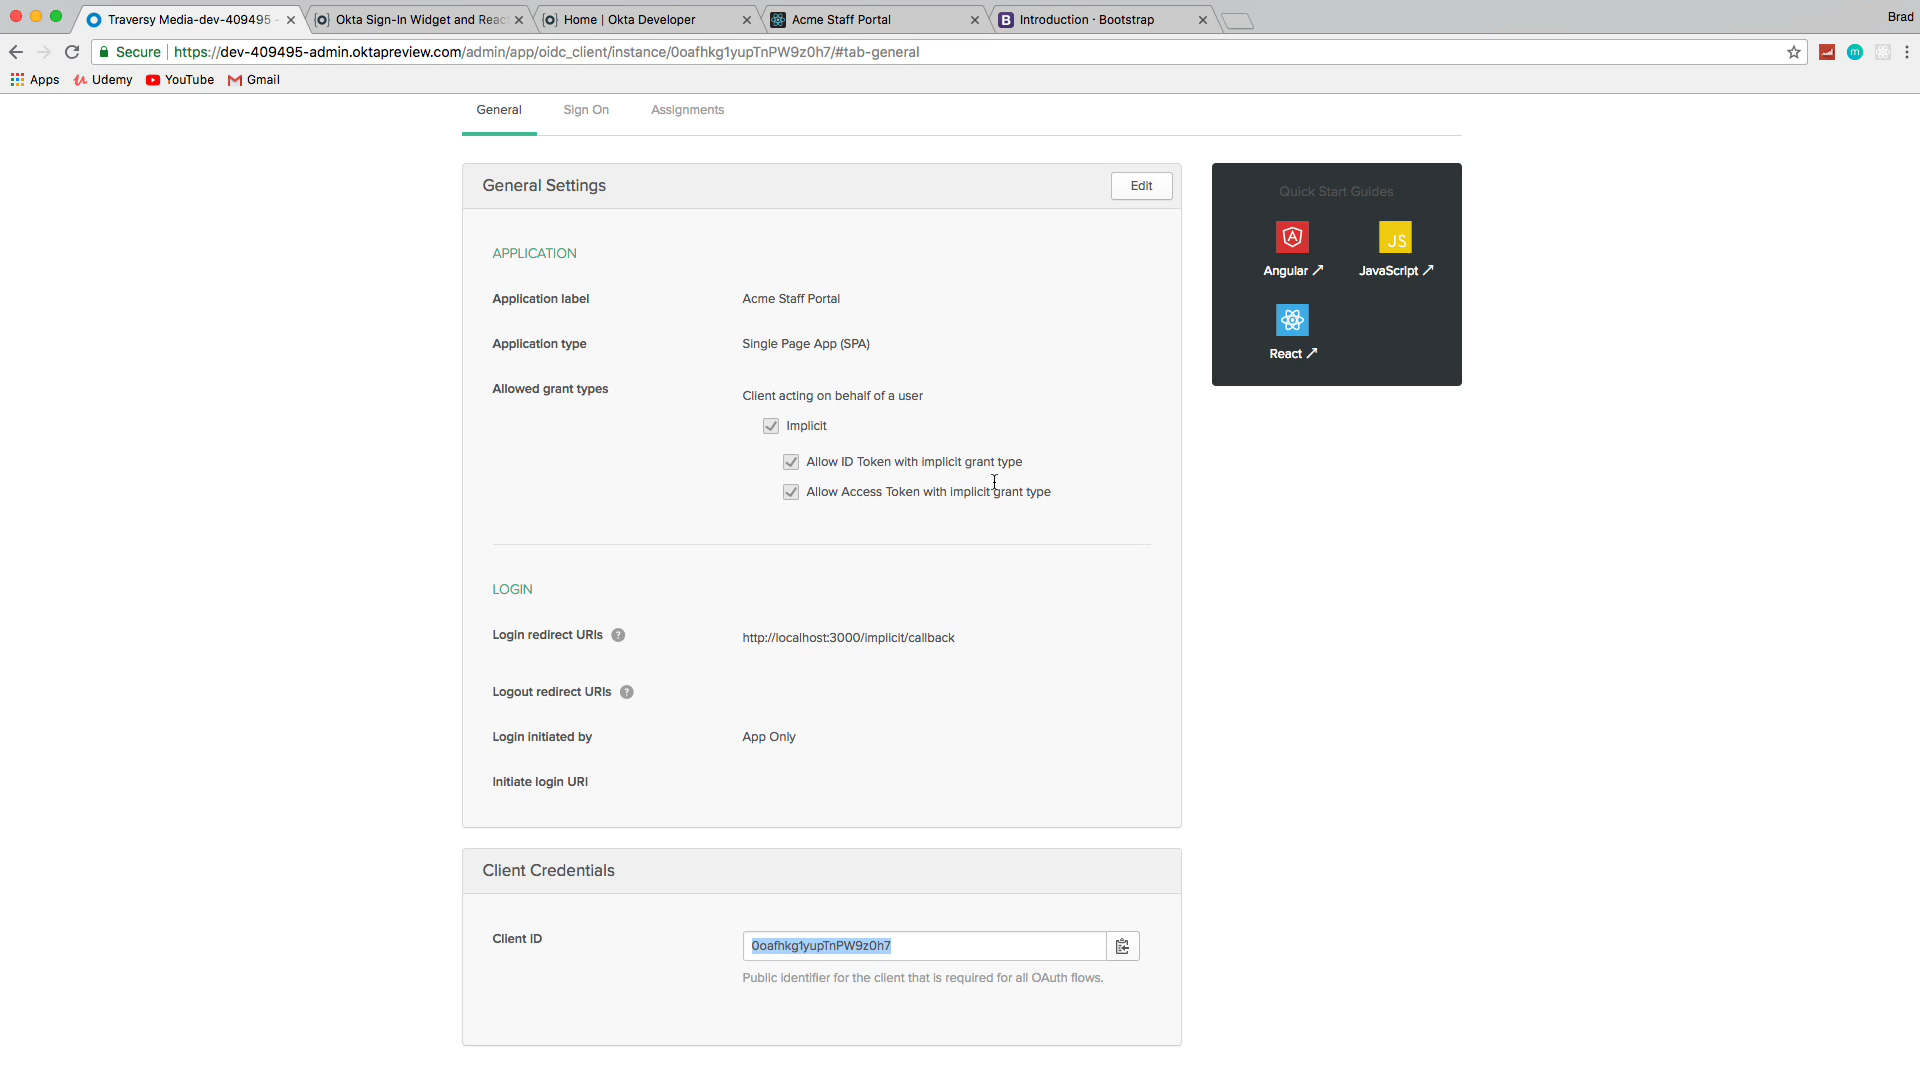 Traversy Media-dev-409495 -
Okta Sign-In Widget and Reac
Home | Okta Developer
Acme Staff Portal
Introduction · Bootstrap
Brad
Secure
https://dev-409495-admin.oktapreview.com/admin/app/oidc_client/instance/0oafhkg1yupTnPW9z0h7/#tab-general
Apps
Udemy
YouTube
Gmail
General
Sign On
Assignments
General Settings
Edit
Quick Start Guides
JS
Angular
JavaScript
React
APPLICATION
Application label
Acme Staff Portal
Application type
Single Page App (SPA)
Allowed grant types
Client acting on behalf of a user
Implicit
Allow ID Token with implicit grant type
Allow Access Token with implicit grant type
LOGIN
Login redirect URIs
?
http://localhost:3000/implicit/callback
Logout redirect URIs
?
Login initiated by
App Only
Initiate login URI
Client Credentials
Client ID
0oafhkg1yupTnPW9z0h7
Public identifier for the client that is required for all OAuth flows.